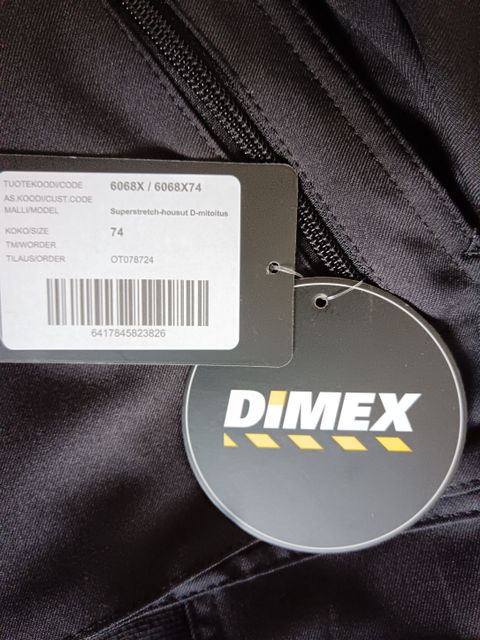 TUOTEKOODI/CODE 6068X / 6068X74
AS.KOODI/CUST.CODE
MALLI/MODEL Superstretch-housut D-mitoitus
KOKO/SIZE 74
TM/WORDER
TILAUS/ORDER OT078724
6417845823826
DIMEX